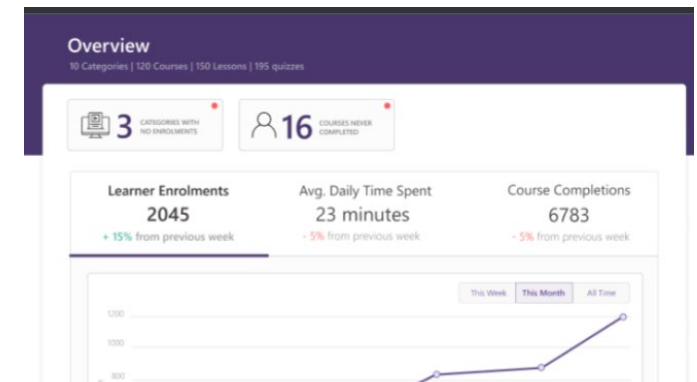 Overview
10 Categories | 120 Courses | 150 Lessons | 195 quizzes
3 CATEGORIES WITH
NO ENROLMENTS
16 COURSES NEVER
COMPLETED
Learner Enrolments
2045
+ 15% from previous week
Avg. Daily Time Spent
23 minutes
- 5% from previous week
Course Completions
6783
- 5% from previous week
This Week This Month All Time
1200
1000
800